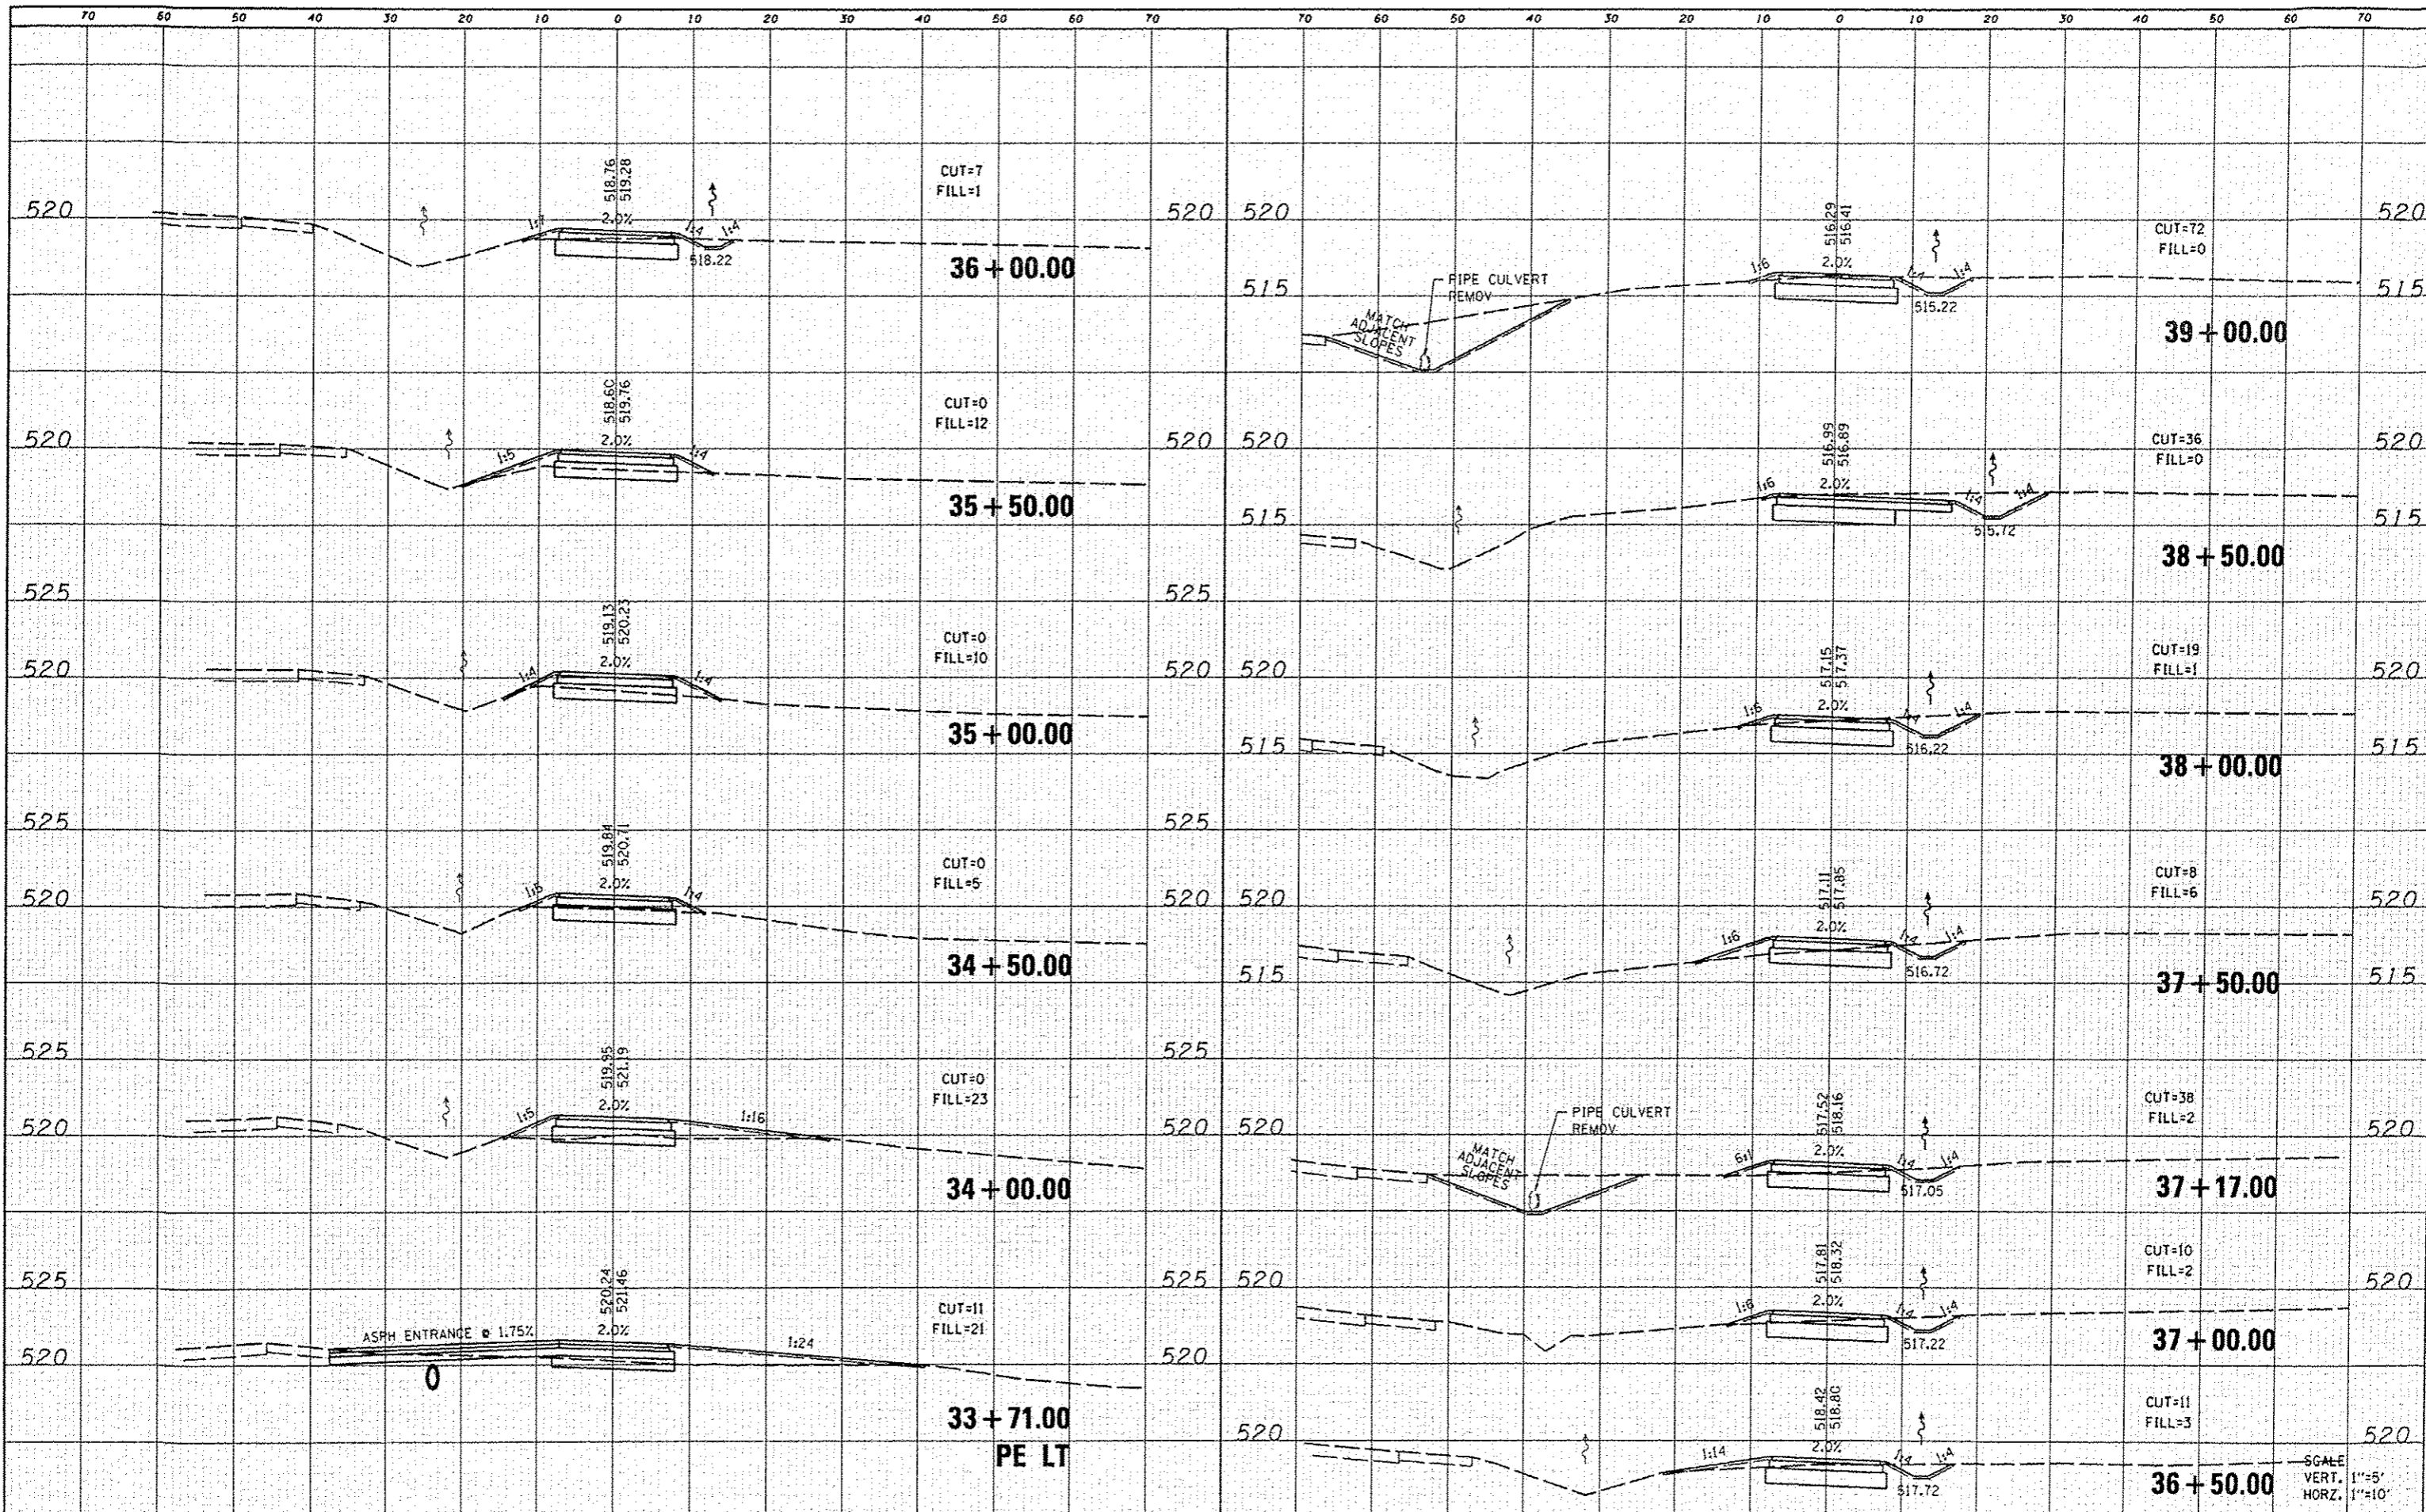 70 60 50 40 30 20 10 0 10 20 30 40 50 60 70 60 50 40 30 20 10 0 10 20 30 40 50 60 70
518.76
519.28
CUT=7
FILL=1
520 1:7 2.0% 1:4 1:4 520
518.22
36+00.00
518.60
519.76
CUT=0
FILL=12
520 1:5 2.0% 1:4 520
35+50.00
525 525
519.13
520.23
CUT=0
FILL=10
520 1:4 2.0% 1:4 520
35+00.00
525 525
519.84
520.71
CUT=0
FILL=5
520 1:5 2.0% 1:4 520
34+50.00
525 525
519.95
521.19
CUT=0
FILL=23
520 1:5 2.0% 1:16 520
34+00.00
525 525
520.24
521.46
CUT=11
FILL=21
ASPH ENTRANCE @ 1.75% 2.0% 1:24
520 520
33+71.00
PE LT
516.29
516.41
CUT=72
FILL=0
520 520
1:6 2.0% 1:4 1:4
PIPE CULVERT
REMOV
515 515
MATCH
ADJACENT
SLOPES
515.22
39+00.00
516.99
516.89
CUT=36
FILL=0
520 520
1:6 2.0% 1:4 1:4
515 515
515.72
38+50.00
517.15
517.37
CUT=19
FILL=1
520 520
1:6 2.0% 1:4 1:4
515 515
516.22
38+00.00
517.11
517.85
CUT=8
FILL=6
520 520
1:6 2.0% 1:4 1:4
515 515
516.72
37+50.00
517.52
518.16
CUT=38
FILL=2
520 520
PIPE CULVERT
REMOV
MATCH
ADJACENT
SLOPES
6:1 2.0% 1:4 1:4
517.05
37+17.00
517.81
518.32
CUT=10
FILL=2
520 520
1:6 2.0% 1:4 1:4
517.22
37+00.00
518.42
518.80
CUT=11
FILL=3
520 520
1:14 2.0% 1:4 1:4
517.72
36+50.00
SCALE
VERT. 1"=5'
HORZ. 1"=10'